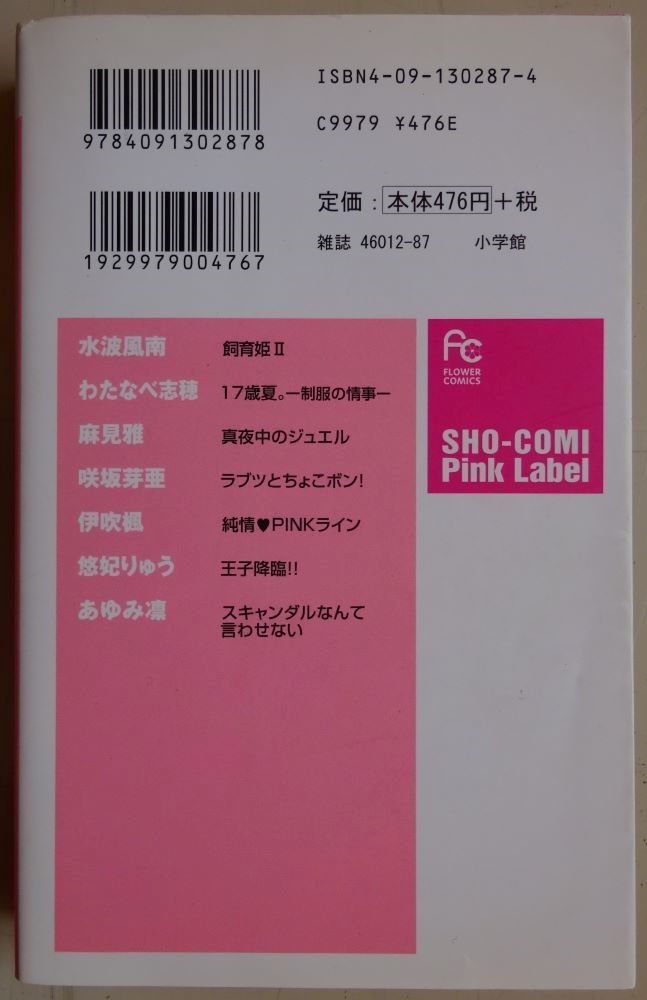 ISBN4-09-130287-4
C9979 ¥476E
9784091302878
1929979004767
定価：本体476円＋税
雑誌 46012-87 小学館
水波風南 飼育姫Ⅱ
わたなべ志穂 17歳夏。ー制服の情事ー
麻見雅 真夜中のジュエル
咲坂芽亜 ラブツとちょこボン！
伊吹楓 純情♥PINKライン
悠妃りゅう 王子降臨!!
あゆみ凛 スキャンダルなんて
言わせない
FC
FLOWER
COMICS
SHO-COMI
Pink Label